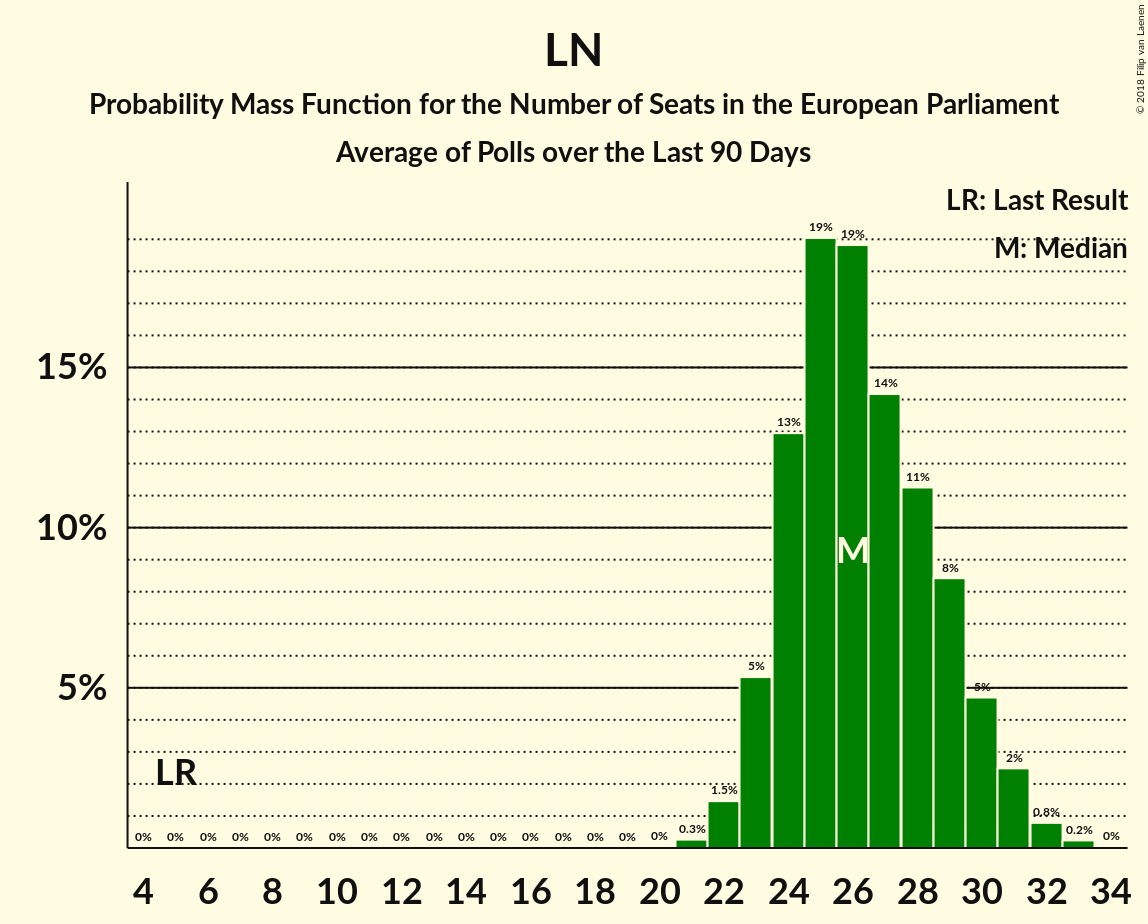 LN
Probability Mass Function for the Number of Seats in the European Parliament
Average of Polls over the Last 90 Days
© 2018 Filip van Laenen
LR: Last Result
M: Median
19% 19%
15%
14%
13%
11%
10%
M
8%
5%
5%
5%
LR
2%
1.5%
0.8%
0.3% 0.2%
0% 0% 0% 0% 0% 0% 0% 0% 0% 0% 0% 0% 0% 0% 0% 0% 0% 0%
4 6 8 10 12 14 16 18 20 22 24 26 28 30 32 34